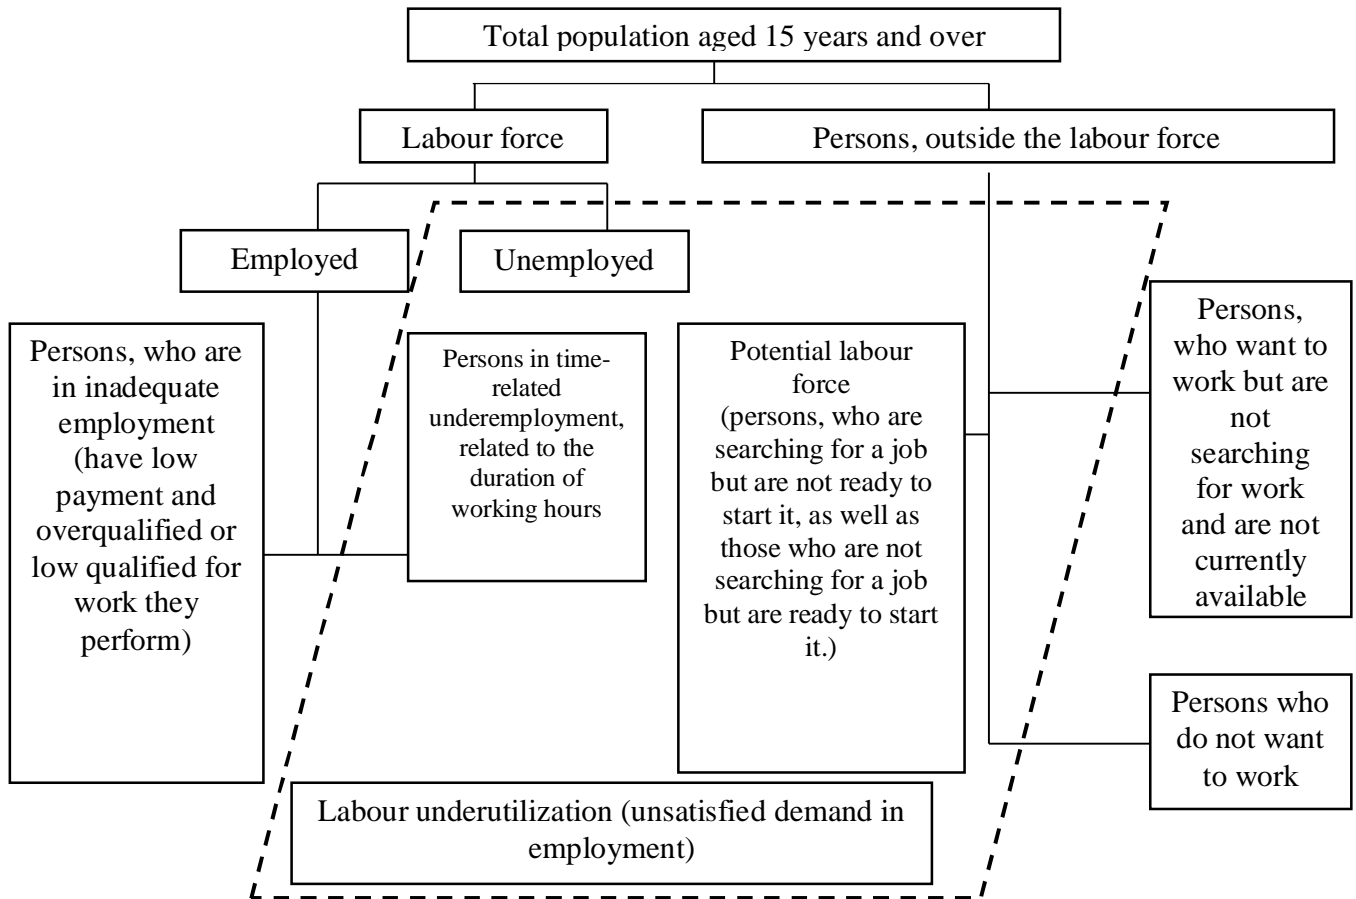 Total population aged 15 years and over
Labour force
Persons, outside the labour force
Employed
Unemployed
Persons, who are
in inadequate
employment
(have low
payment and
overqualified or
low qualified for
work they
perform)
Persons in time-
related
underemployment,
related to the
duration of
working hours
Potential labour
force
(persons, who are
searching for a job
but are not ready to
start it, as well as
those who are not
searching for a job
but are ready to start
it.)
Persons,
who want to
work but are
not
searching
for work
and are not
currently
available
Persons who
do not want
to work
Labour underutilization (unsatisfied demand in
employment)